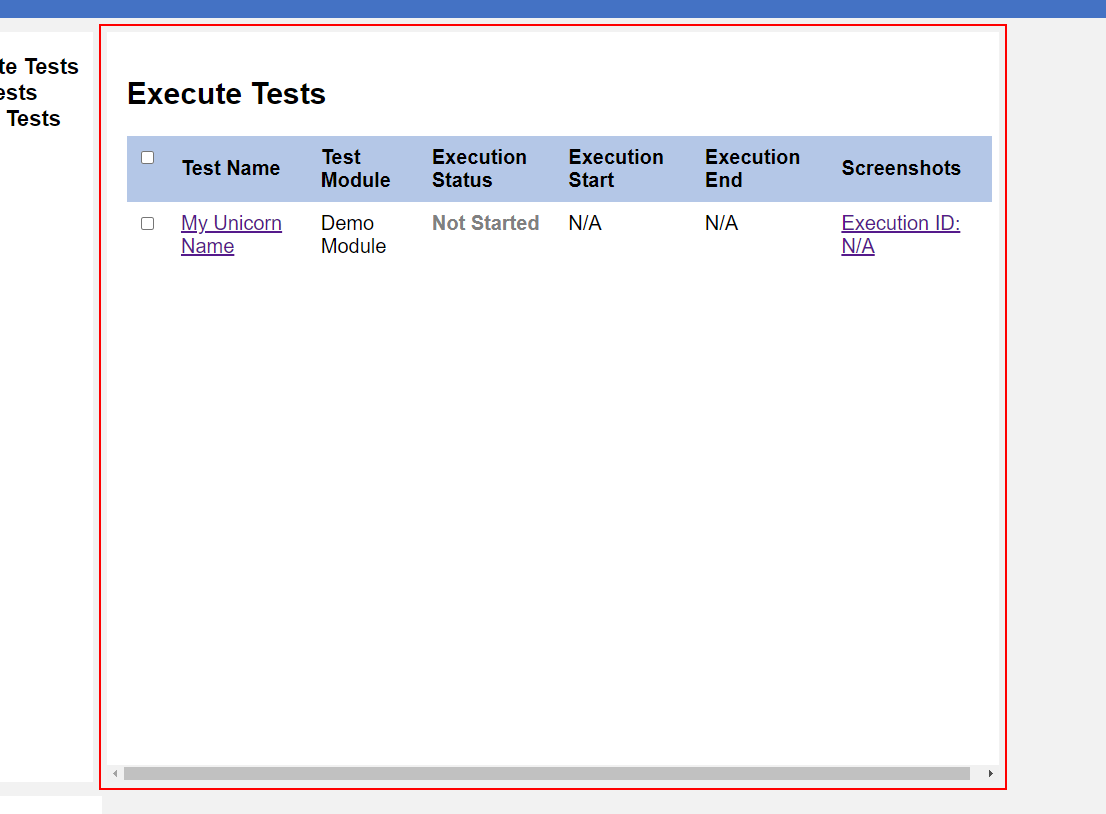 te Tests
ests
Tests
Execute Tests
Test Name
Test Module
Execution Status
Execution Start
Execution End
Screenshots
My Unicorn Name
Demo Module
Not Started
N/A
N/A
Execution ID: N/A